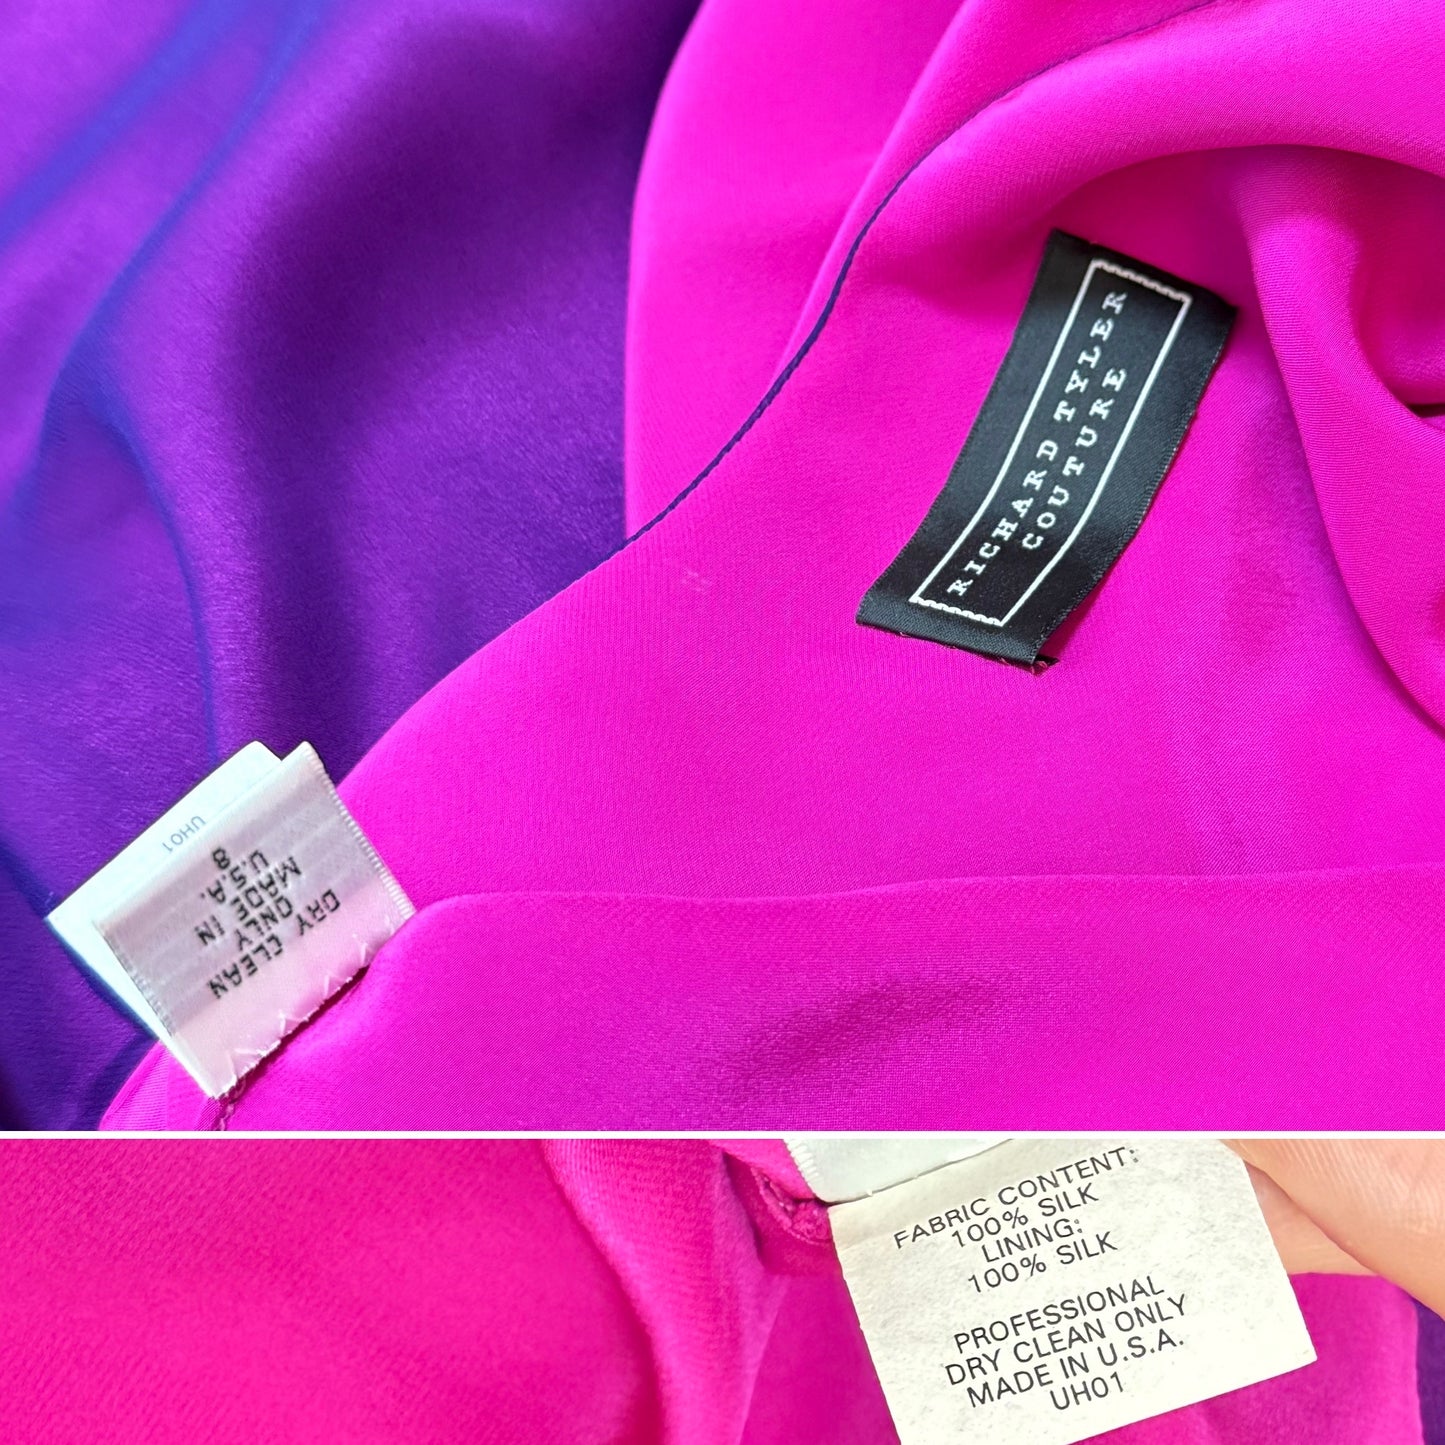 RICHARD TYLER
COUTURE
UH01
DRY CLEAN
ONLY
MADE IN
U.S.A.
8
FABRIC CONTENT:
100% SILK
LINING:
100% SILK
PROFESSIONAL
DRY CLEAN ONLY
MADE IN U.S.A.
UH01